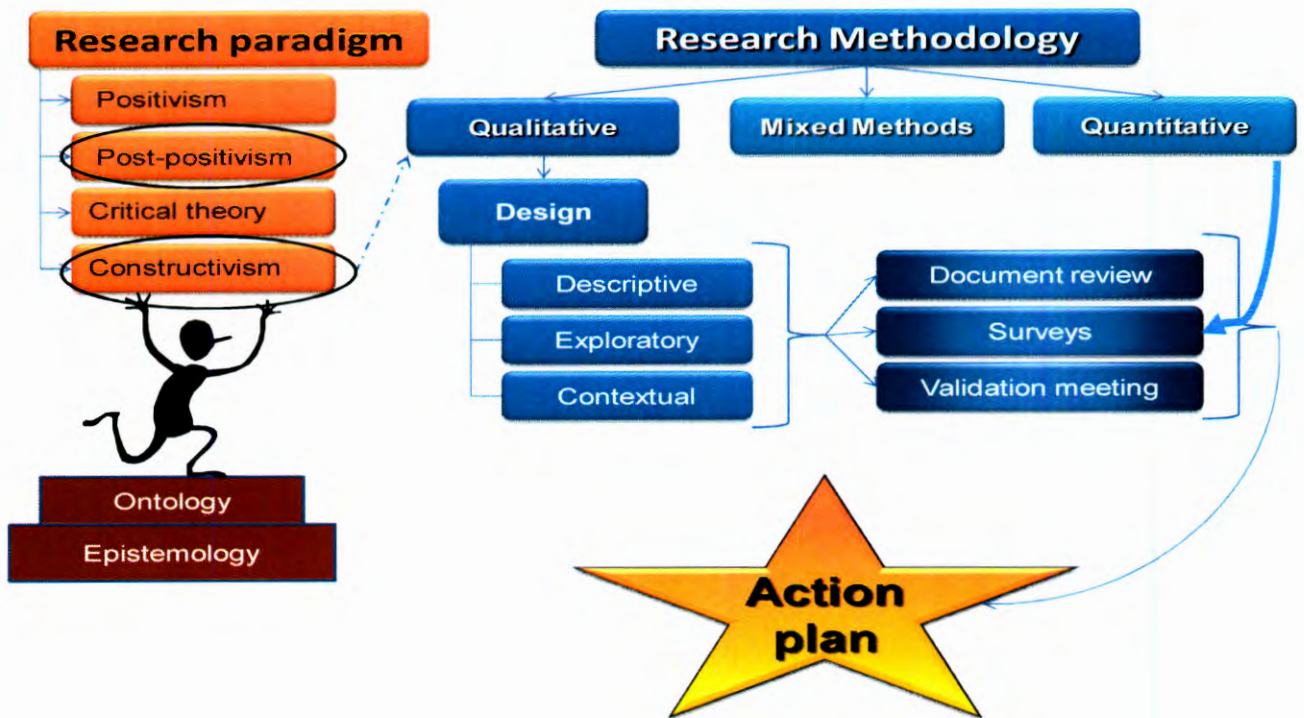 Research paradigm
Positivism
Post-positivism
Critical theory
Constructivism
Ontology
Epistemology
Research Methodology
Qualitative
Mixed Methods
Quantitative
Design
Descriptive
Exploratory
Contextual
Document review
Surveys
Validation meeting
Action
plan